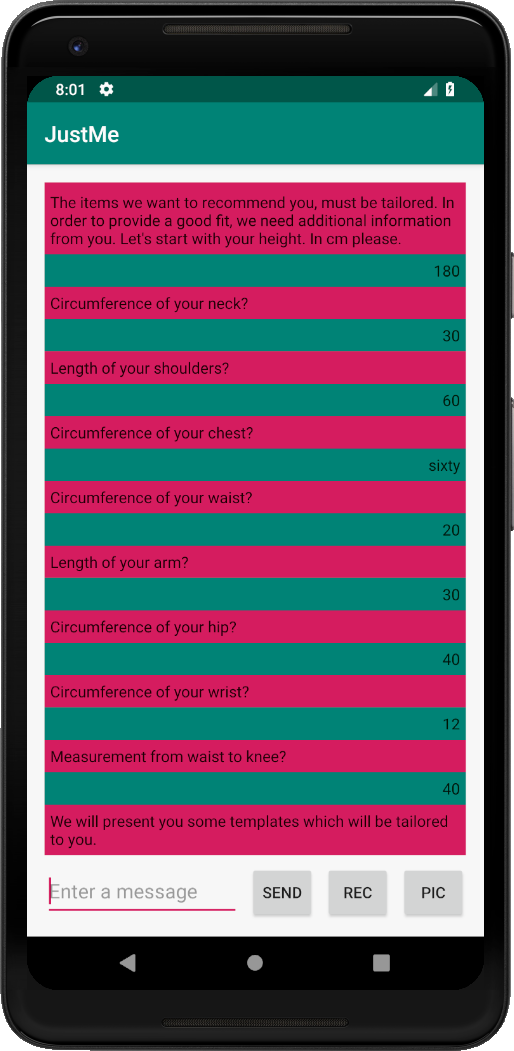 8:01
JustMe
The items we want to recommend you, must be tailored. In
order to provide a good fit, we need additional information
from you. Let's start with your height. In cm please.
180
Circumference of your neck?
30
Length of your shoulders?
60
Circumference of your chest?
sixty
Circumference of your waist?
20
Length of your arm?
30
Circumference of your hip?
40
Circumference of your wrist?
12
Measurement from waist to knee?
40
We will present you some templates which will be tailored
to you.
Enter a message SEND REC PIC